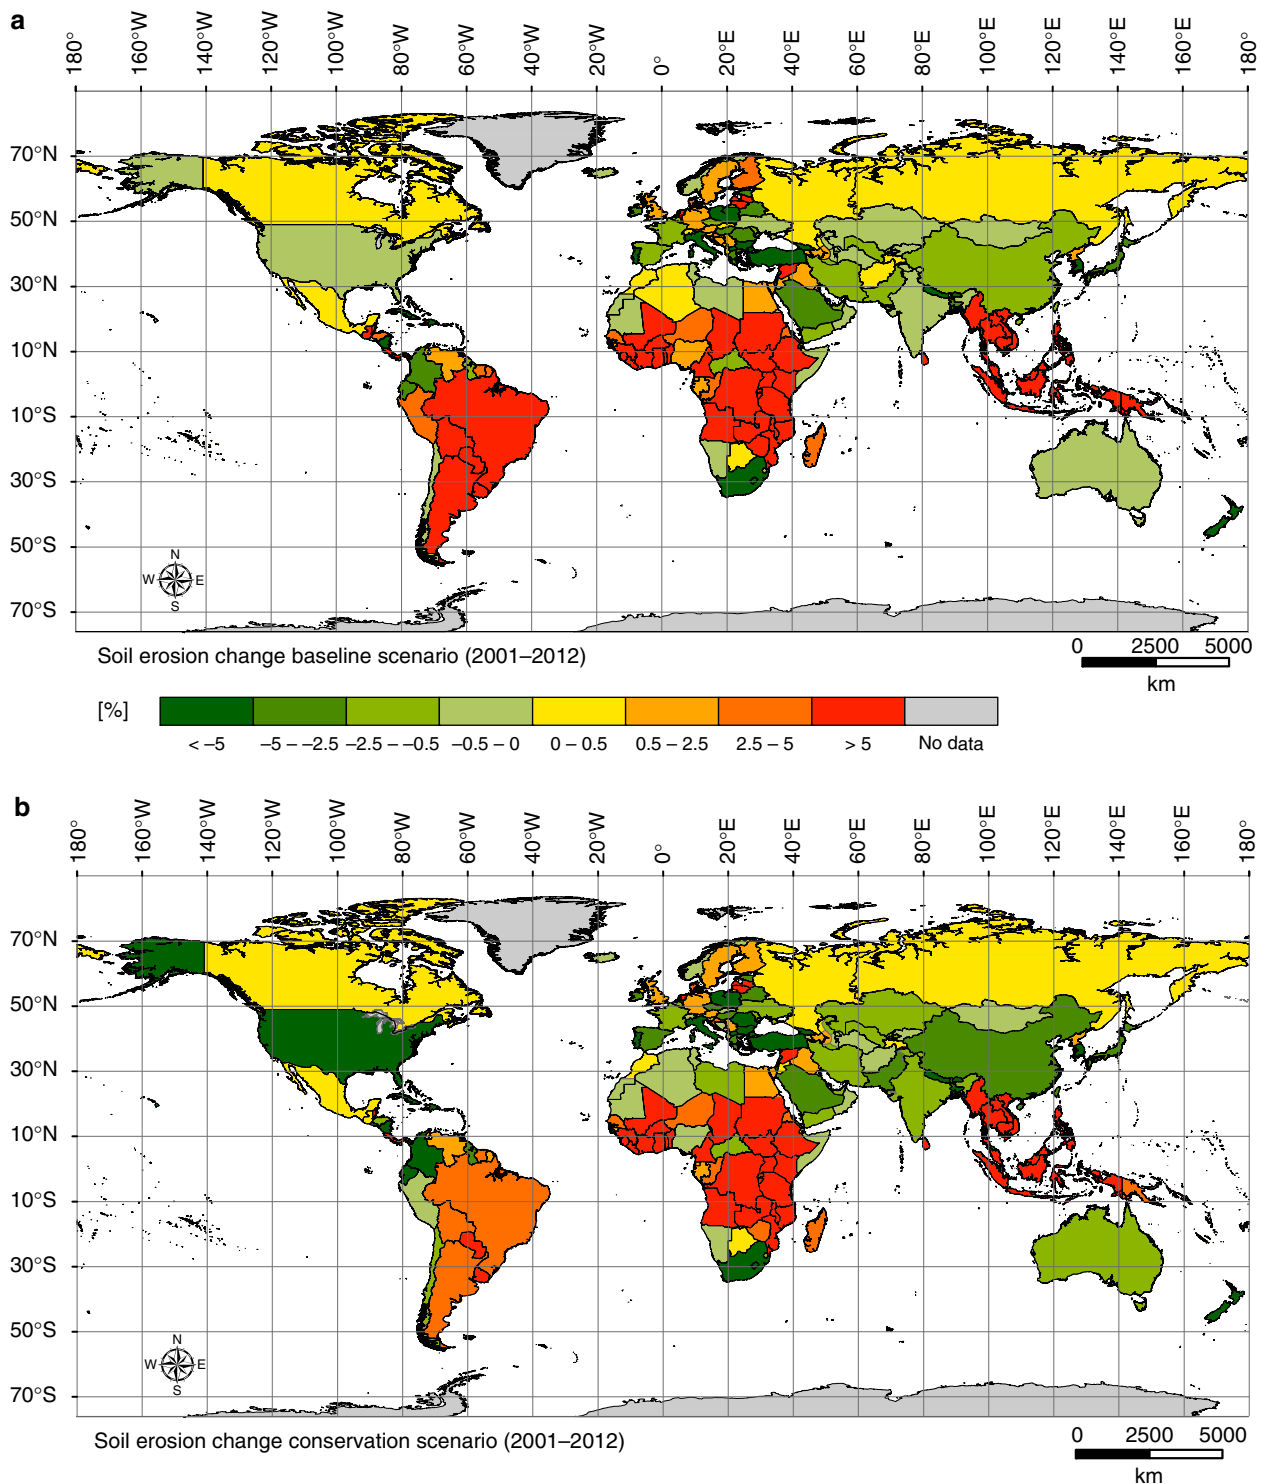 a
180° 160°W 140°W 120°W 100°W 80°W 60°W 40°W 20°W 0° 20°E 40°E 60°E 80°E 100°E 120°E 140°E 160°E 180°
70°N
50°N
30°N
10°N
10°S
30°S
50°S
70°S
N
W E
S
Soil erosion change baseline scenario (2001–2012)
0 2500 5000
km
[%]
< –5 –5 – –2.5 –2.5 – –0.5 –0.5 – 0 0 – 0.5 0.5 – 2.5 2.5 – 5 > 5 No data
b
180° 160°W 140°W 120°W 100°W 80°W 60°W 40°W 20°W 0° 20°E 40°E 60°E 80°E 100°E 120°E 140°E 160°E 180°
70°N
50°N
30°N
10°N
10°S
30°S
50°S
70°S
N
W E
S
Soil erosion change conservation scenario (2001–2012)
0 2500 5000
km